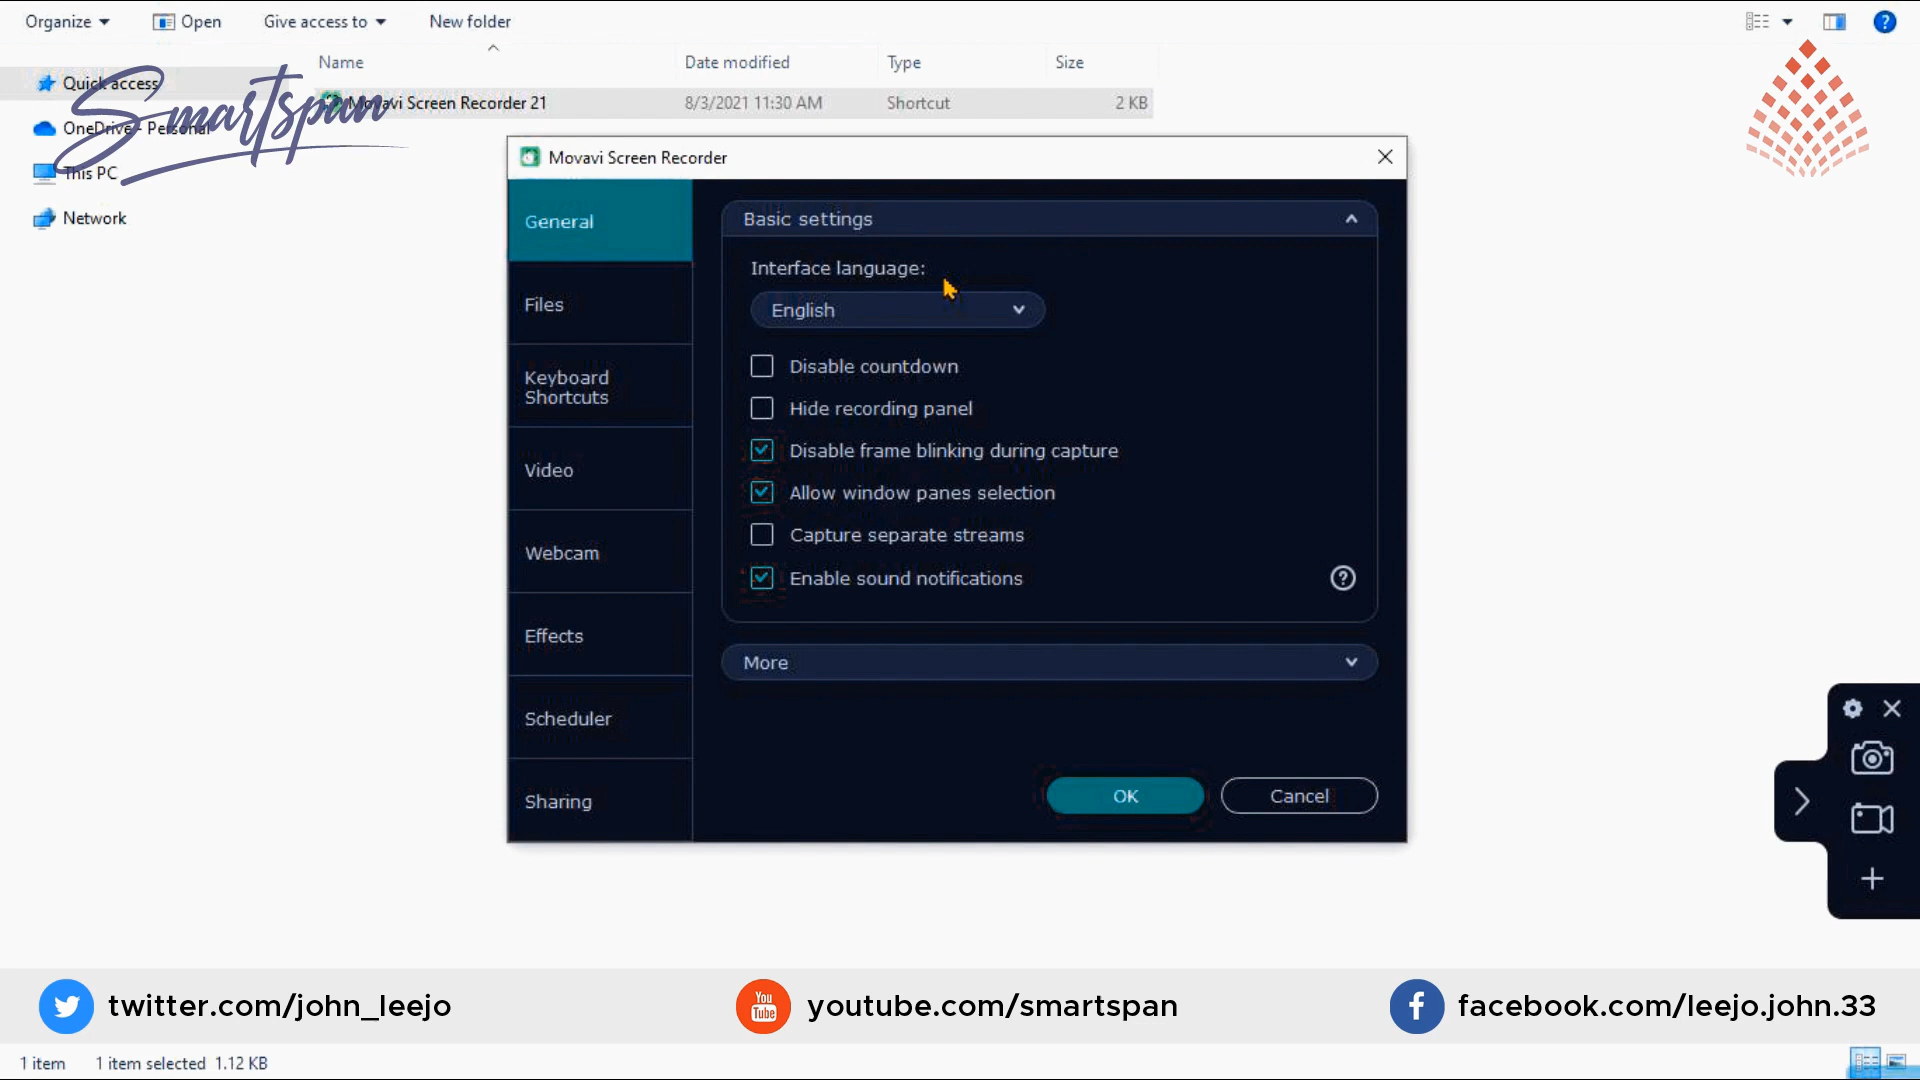 Organize Open Give access to New folder
Name Date modified Type Size
Quick access
Movavi Screen Recorder 21 8/3/2021 11:30 AM Shortcut 2 KB
Smartspan
OneDrive - Personal
This PC
Network
Movavi Screen Recorder
General
Files
Keyboard
Shortcuts
Video
Webcam
Effects
Scheduler
Sharing
Basic settings
Interface language:
English
Disable countdown
Hide recording panel
Disable frame blinking during capture
Allow window panes selection
Capture separate streams
Enable sound notifications
More
OK Cancel
twitter.com/john_leejo
You
Tube
youtube.com/smartspan
facebook.com/leejo.john.33
1 item 1 item selected 1.12 KB